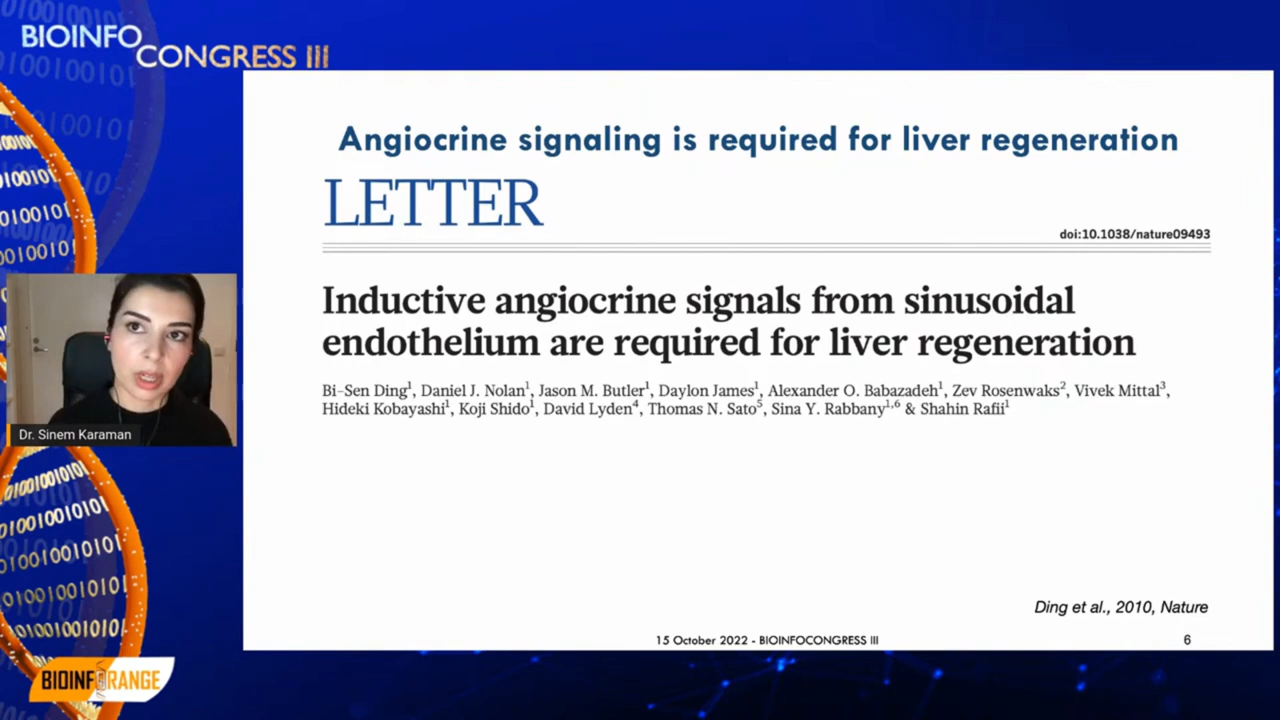 BIOINFO
CONGRESS III
Angiocrine signaling is required for liver regeneration
LETTER
doi:10.1038/nature09493
Inductive angiocrine signals from sinusoidal
endothelium are required for liver regeneration
Bi-Sen Ding1, Daniel J. Nolan1, Jason M. Butler1, Daylon James1, Alexander O. Babazadeh1, Zev Rosenwaks2, Vivek Mittal3,
Hideki Kobayashi1, Koji Shido1, David Lyden4, Thomas N. Sato5, Sina Y. Rabbany1,6 & Shahin Rafii1
Dr. Sinem Karaman
Ding et al., 2010, Nature
15 October 2022 - BIOINFOCONGRESS III
6